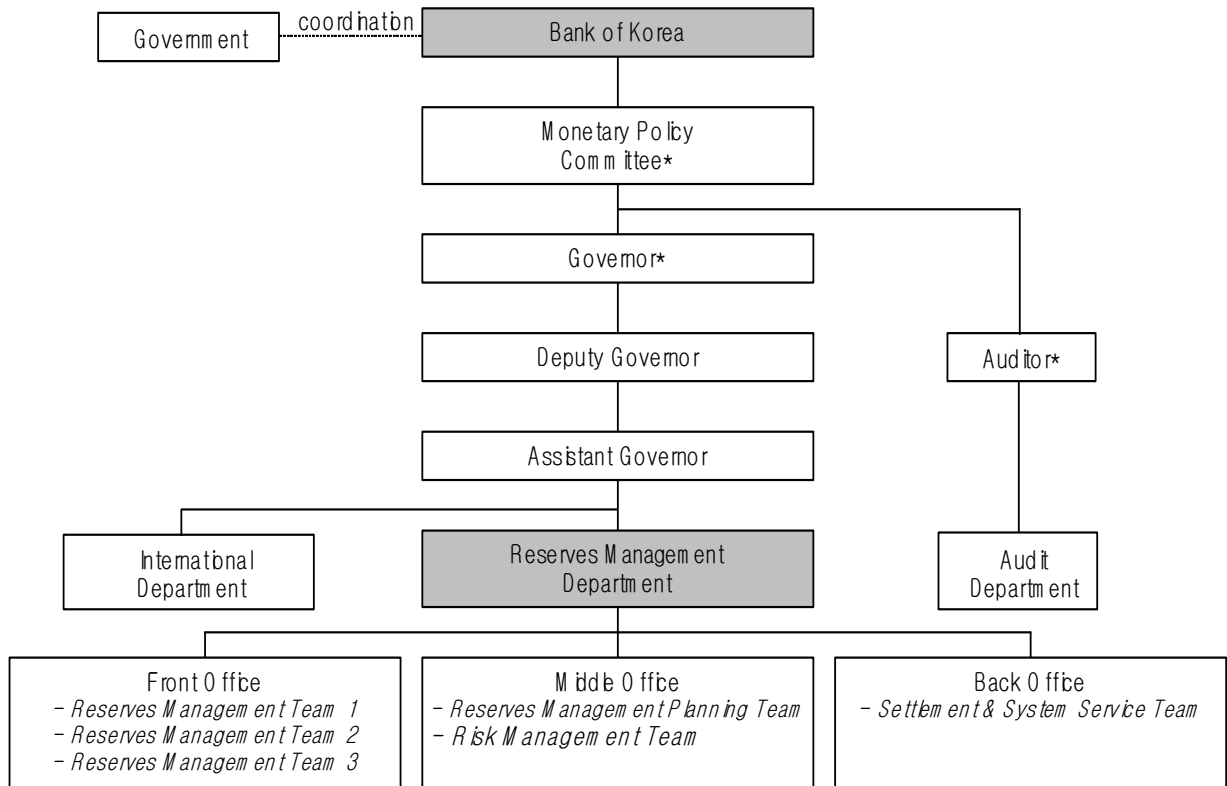 coordination
Government
Bank of Korea
Monetary Policy
Committee*
Governor*
Deputy Governor
Auditor*
Assistant Governor
International
Department
Reserves Management
Department
Audit
Department
Front Office
- Reserves Management Team 1
- Reserves Management Team 2
- Reserves Management Team 3
Middle Office
- Reserves Management Planning Team
- Risk Management Team
Back Office
- Settlement & System Service Team